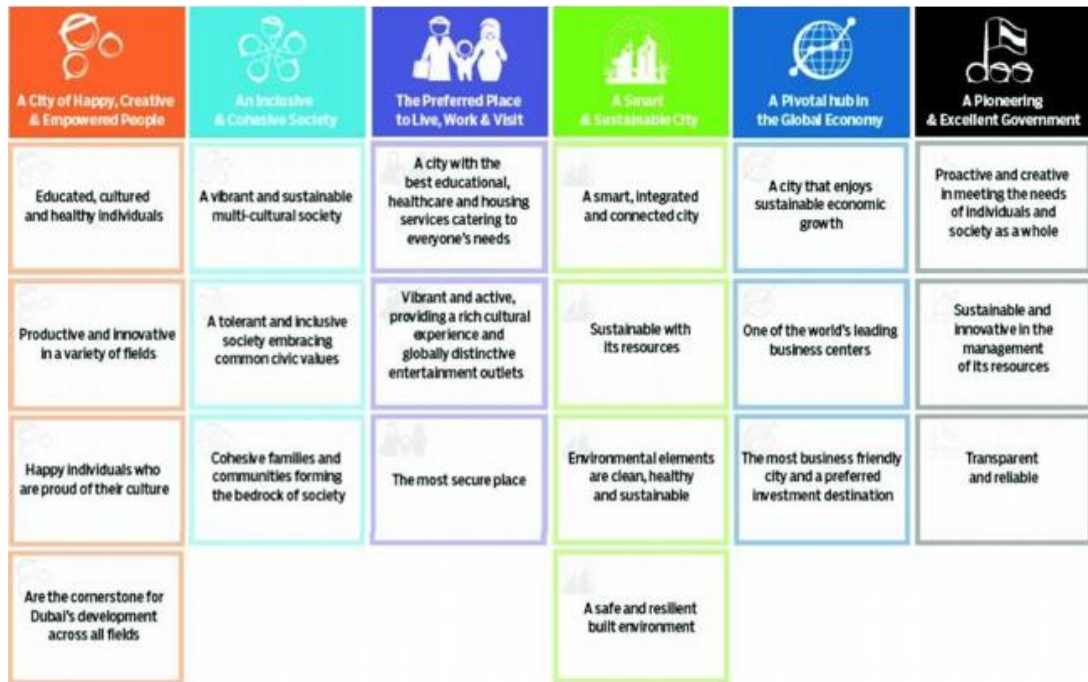 A City of Happy, Creative
& Empowered People
An Inclusive
& Cohesive Society
The Preferred Place
to Live, Work & Visit
A Smart
& Sustainable City
A Pivotal hub in
the Global Economy
A Pioneering
& Excellent Government
Educated, cultured
and healthy individuals
A vibrant and sustainable
multi-cultural society
A city with the
best educational,
healthcare and housing
services catering to
everyone's needs
A smart, integrated
and connected city
A city that enjoys
sustainable economic
growth
Proactive and creative
in meeting the needs
of individuals and
society as a whole
Productive and innovative
in a variety of fields
A tolerant and inclusive
society embracing
common civic values
Vibrant and active,
providing a rich cultural
experience and
globally distinctive
entertainment outlets
Sustainable with
its resources
One of the world's leading
business centers
Sustainable and
innovative in the
management
of its resources
Happy individuals who
are proud of their culture
Cohesive families and
communities forming
the bedrock of society
The most secure place
Environmental elements
are clean, healthy
and sustainable
The most business friendly
city and a preferred
investment destination
Transparent
and reliable
Are the cornerstone for
Dubai's development
across all fields
A safe and resilient
built environment